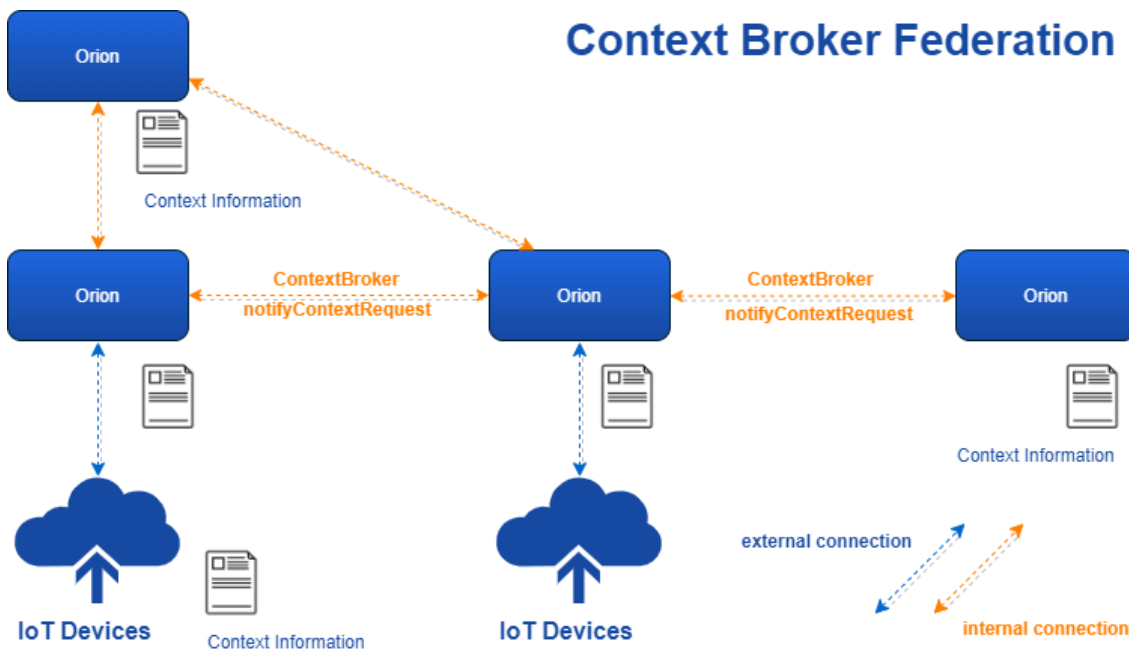 Context Broker Federation
Orion
Context Information
Orion
ContextBroker
notifyContextRequest
Orion
ContextBroker
notifyContextRequest
Orion
Context Information
external connection
internal connection
IoT Devices
Context Information
IoT Devices